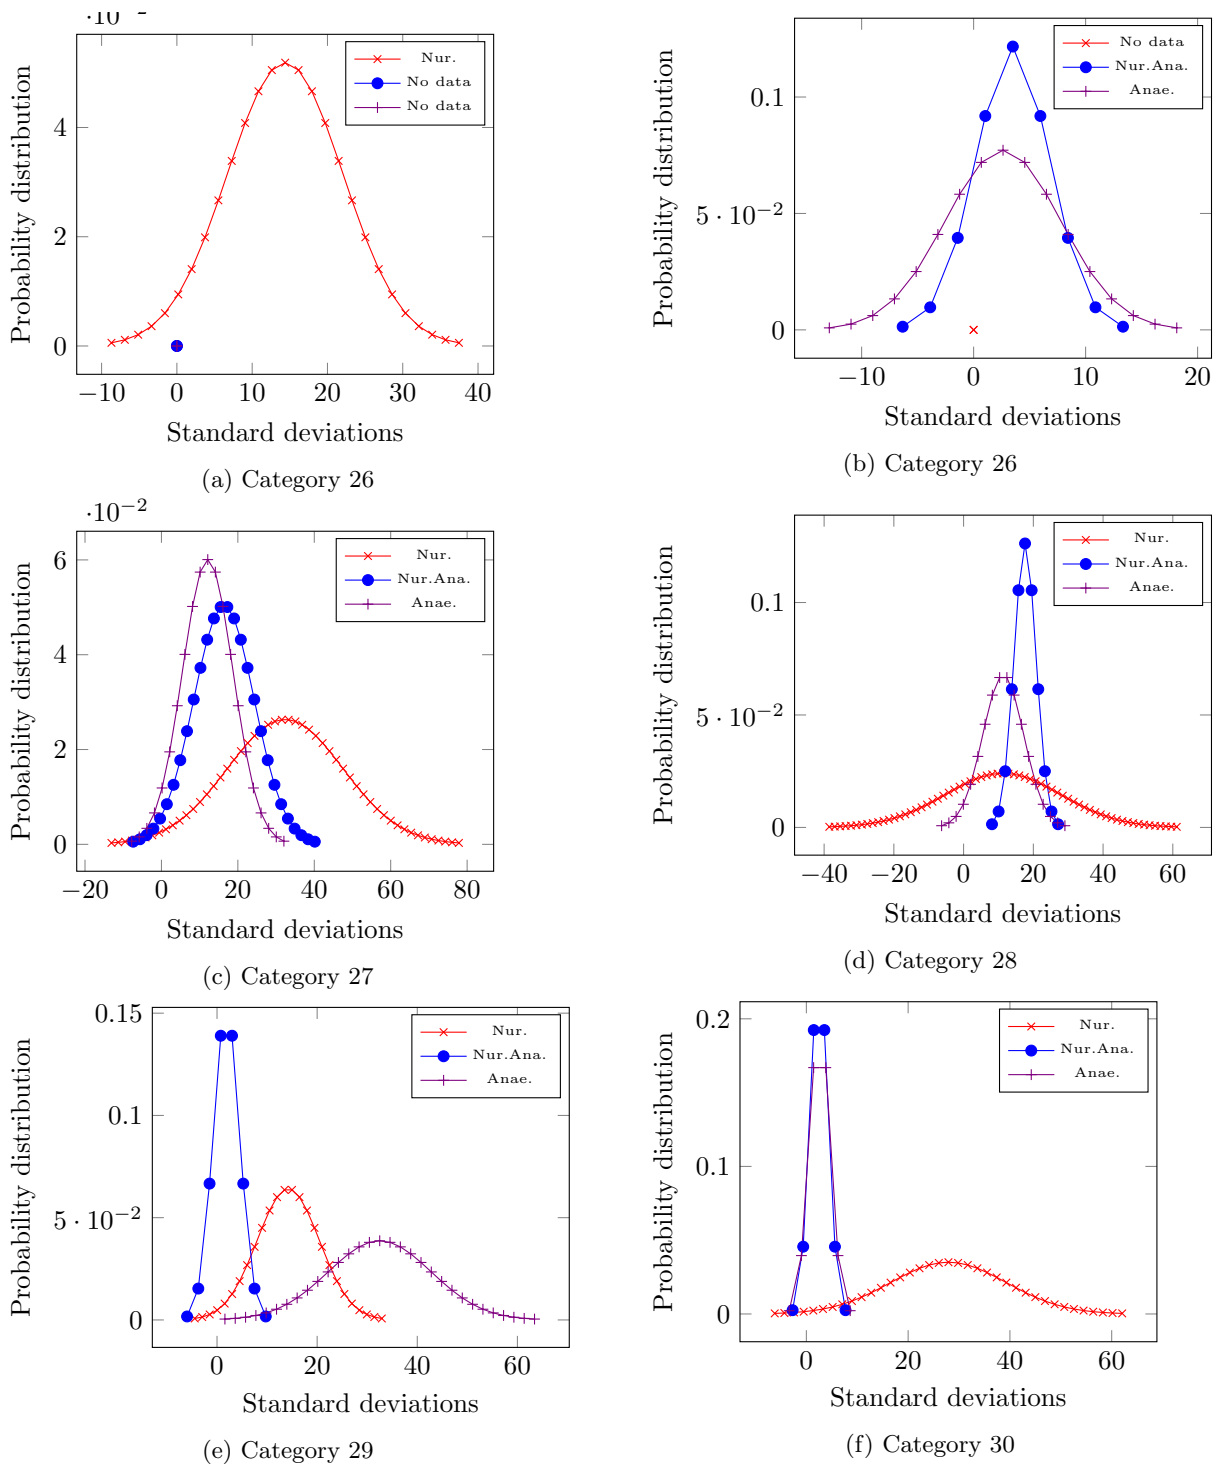 ·10⁻²
Probability distribution
4
2
0
−10 0 10 20 30 40
Standard deviations
Nur.
No data
No data
(a) Category 26
Probability distribution
0.1
5 · 10⁻²
0
−10 0 10 20
Standard deviations
No data
Nur.Ana.
Anae.
(b) Category 26
·10⁻²
Probability distribution
6
4
2
0
−20 0 20 40 60 80
Standard deviations
Nur.
Nur.Ana.
Anae.
(c) Category 27
Probability distribution
0.1
5 · 10⁻²
0
−40 −20 0 20 40 60
Standard deviations
Nur.
Nur.Ana.
Anae.
(d) Category 28
Probability distribution
0.15
0.1
5 · 10⁻²
0
0 20 40 60
Standard deviations
Nur.
Nur.Ana.
Anae.
(e) Category 29
Probability distribution
0.2
0.1
0
0 20 40 60
Standard deviations
Nur.
Nur.Ana.
Anae.
(f) Category 30